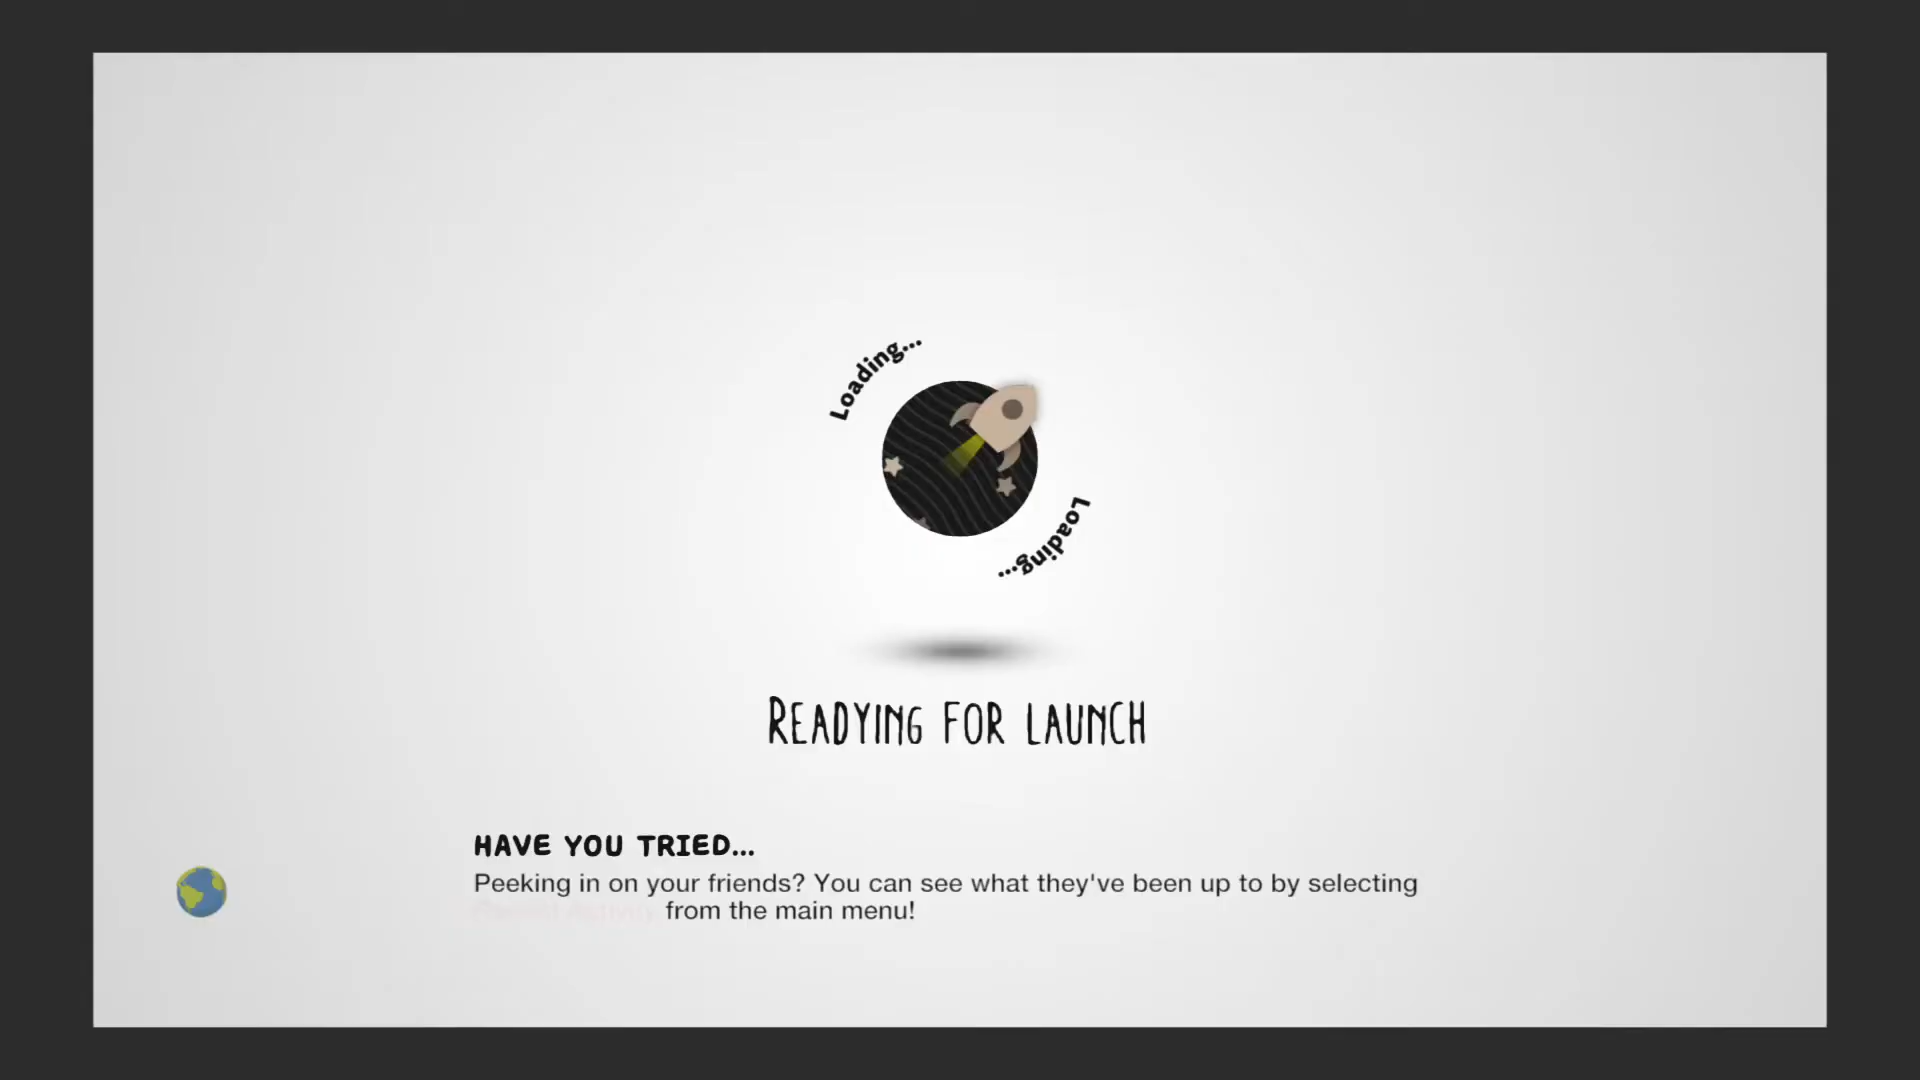 Loading...
Loading...
READYING FOR LAUNCH
HAVE YOU TRIED...
Peeking in on your friends? You can see what they've been up to by selecting
from the main menu!